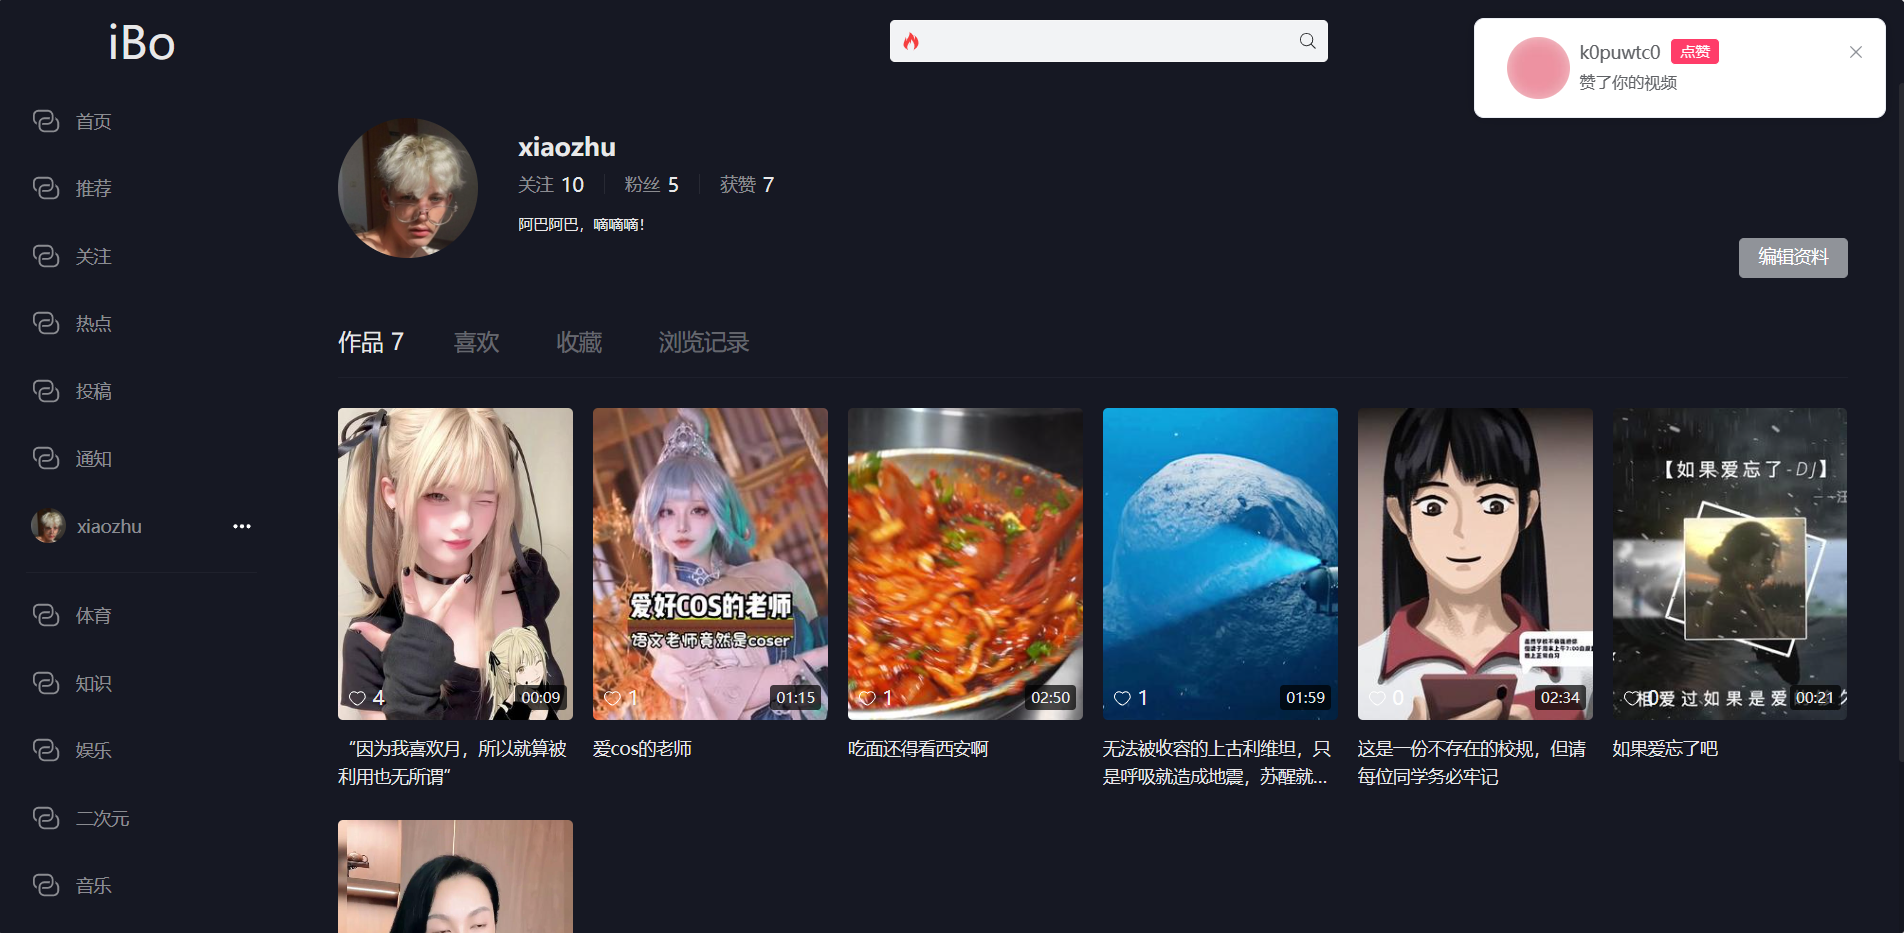 iBo
k0puwtc0 点赞
赞了你的视频
首页
推荐
关注
热点
投稿
通知
xiaozhu
体育
知识
娱乐
二次元
音乐
xiaozhu
关注 10 粉丝 5 获赞 7
阿巴阿巴，嘀嘀嘀！
编辑资料
作品 7 喜欢 收藏 浏览记录
4 00:09
“因为我喜欢月，所以就算被
利用也无所谓”
爱好COS的老师
语文老师竟然是coser
1 01:15
爱cos的老师
1 02:50
吃面还得看西安啊
1 01:59
无法被收容的上古利维坦，只
是呼吸就造成地震，苏醒就...
0 02:34
这是一份不存在的校规，但请
每位同学务必牢记
【如果爱忘了-DJ】
相爱过如果是爱
0 00:21
如果爱忘了吧